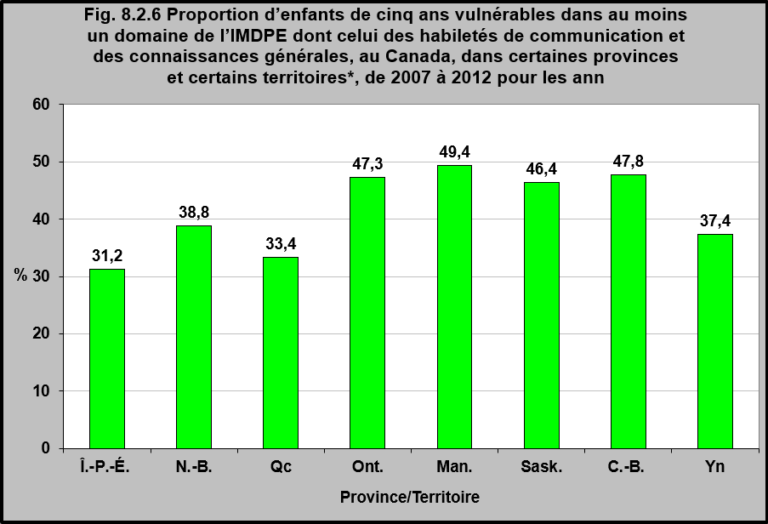 Fig. 8.2.6 Proportion d’enfants de cinq ans vulnérables dans au moins
un domaine de l’IMDPE dont celui des habiletés de communication et
des connaissances générales, au Canada, dans certaines provinces
et certains territoires*, de 2007 à 2012 pour les ann
60
50
40
% 30
20
10
0
31,2
38,8
33,4
47,3
49,4
46,4
47,8
37,4
Î.-P.-É. N.-B. Qc Ont. Man. Sask. C.-B. Yn
Province/Territoire